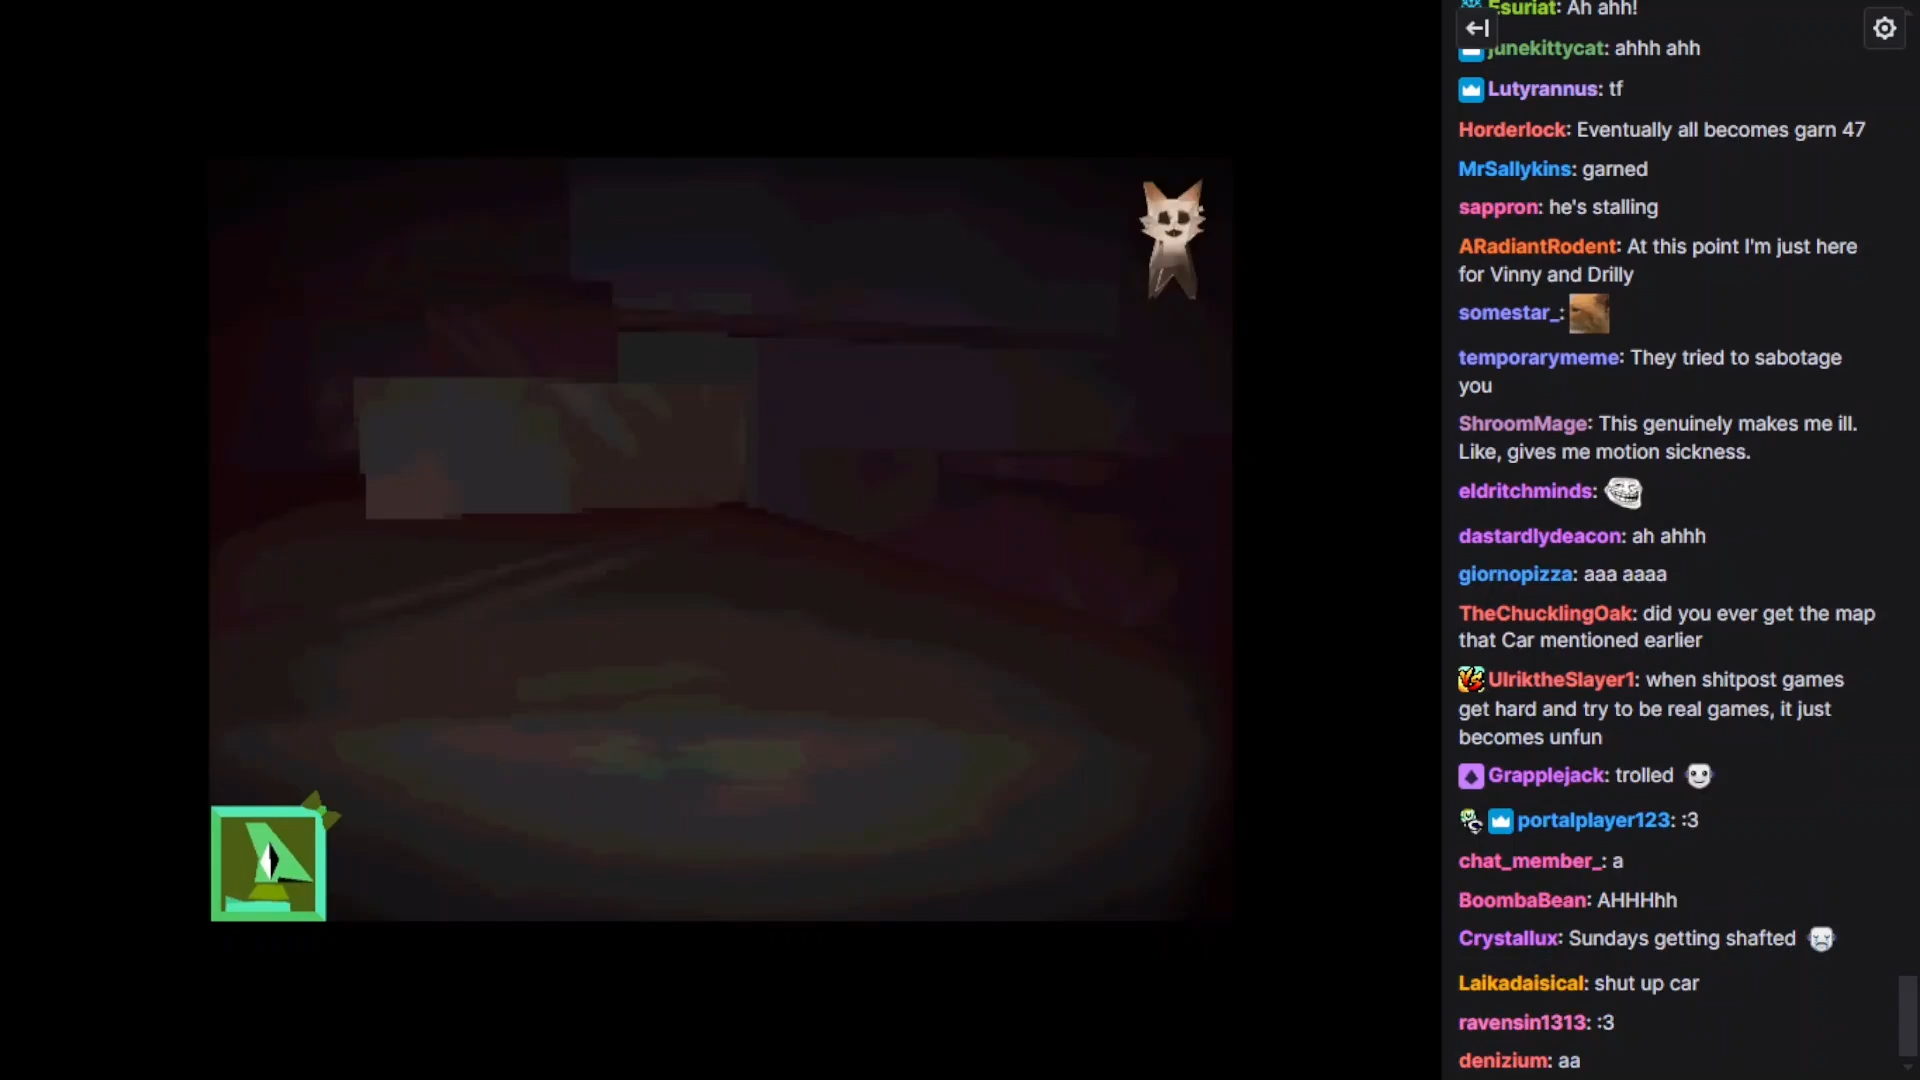 Esuriat: Ah ahh!
junekittycat: ahhh ahh
Lutyrannus: tf
Horderlock: Eventually all becomes garn 47
MrSallykins: garned
sappron: he's stalling
ARadiantRodent: At this point I'm just here
for Vinny and Drilly
somestar_:
temporarymeme: They tried to sabotage
you
ShroomMage: This genuinely makes me ill.
Like, gives me motion sickness.
eldritchminds:
dastardlydeacon: ah ahhh
giornopizza: aaa aaaa
TheChucklingOak: did you ever get the map
that Car mentioned earlier
UlriktheSlayer1: when shitpost games
get hard and try to be real games, it just
becomes unfun
Grapplejack: trolled
portalplayer123: :3
chat_member_: a
BoombaBean: AHHHhh
Crystallux: Sundays getting shafted
Laikadaisical: shut up car
ravensin1313: :3
denizium: aa